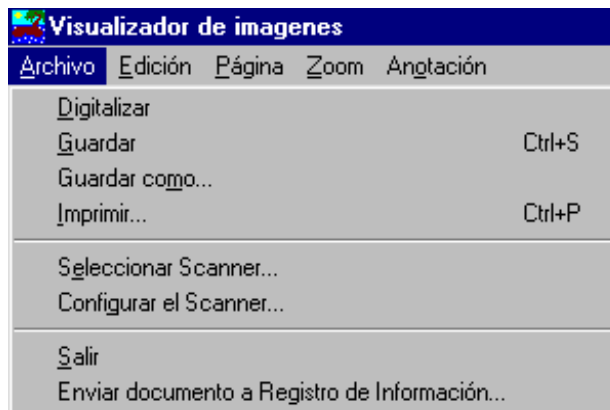 Visualizador de imagenes
Archivo Edición Página Zoom Anotación
Digitalizar
Guardar Ctrl+S
Guardar como...
Imprimir... Ctrl+P
Seleccionar Scanner...
Configurar el Scanner...
Salir
Enviar documento a Registro de Información...